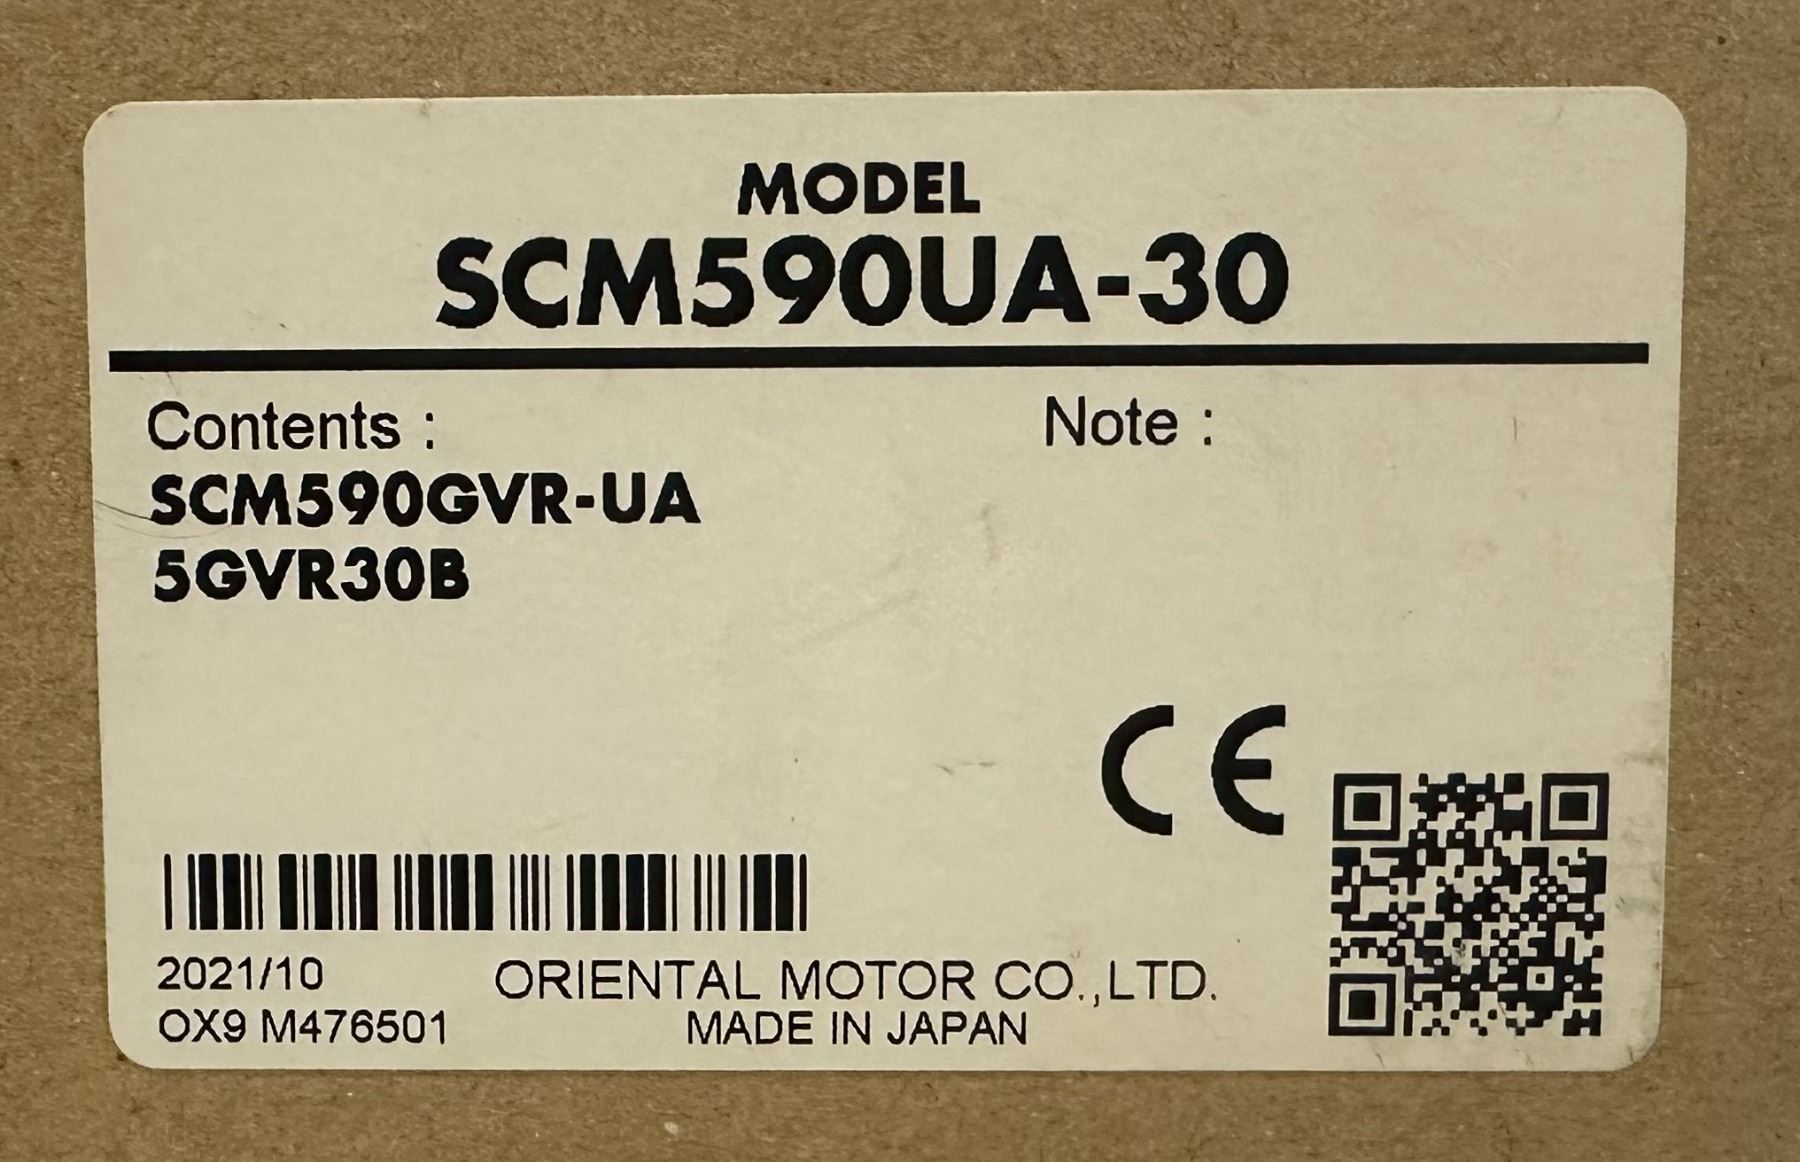 MODEL
SCM590UA-30
Contents :
Note :
SCM590GVR-UA
5GVR30B
CE
2021/10
ORIENTAL MOTOR CO.,LTD.
OX9 M476501
MADE IN JAPAN